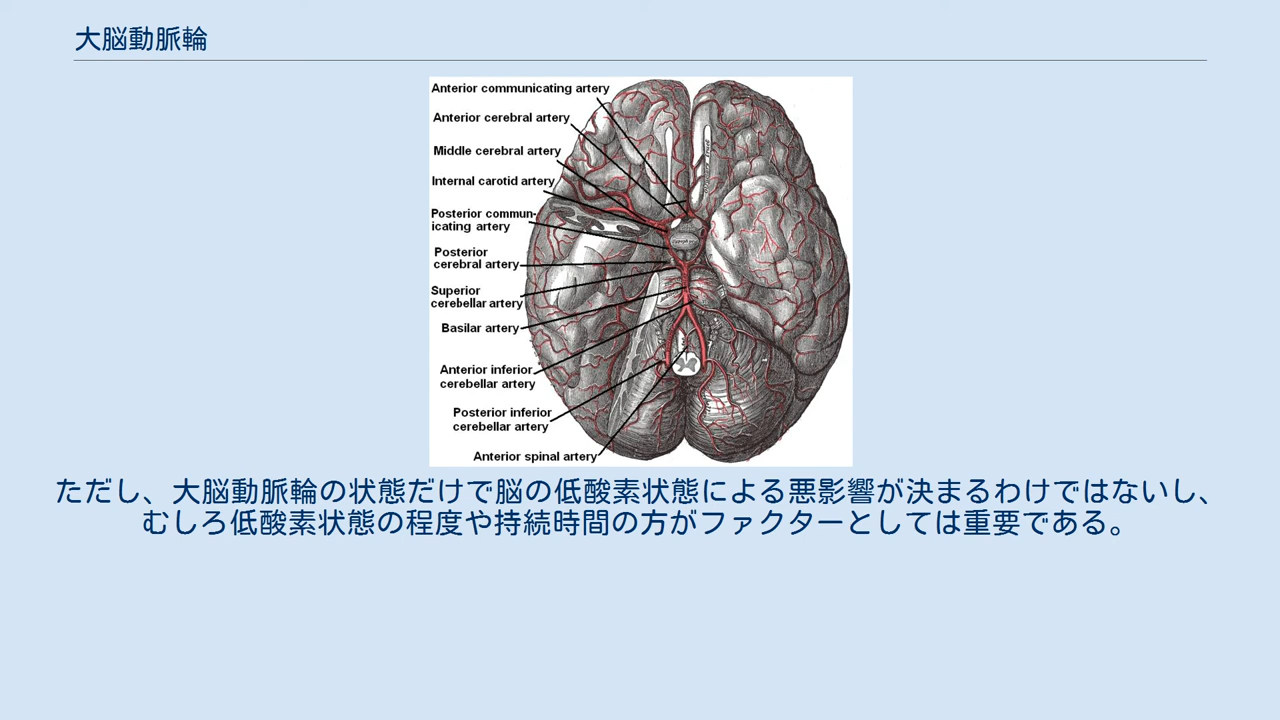 大脳動脈輪
Anterior communicating artery
Anterior cerebral artery
Middle cerebral artery
Internal carotid artery
Posterior commun-
icating artery
Posterior
cerebral artery
Superior
cerebellar artery
Basilar artery
Anterior inferior
cerebellar artery
Posterior inferior
cerebellar artery
Anterior spinal artery
ただし、大脳動脈輪の状態だけで脳の低酸素状態による悪影響が決まるわけではないし、
むしろ低酸素状態の程度や持続時間の方がファクターとしては重要である。